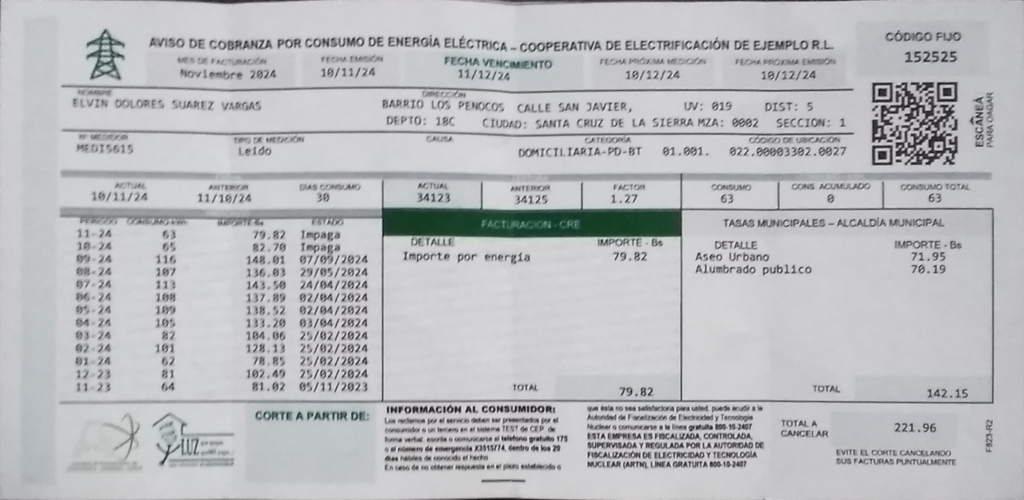 AVISO DE COBRANZA POR CONSUMO DE ENERGÍA ELÉCTRICA – COOPERATIVA DE ELECTRIFICACIÓN DE EJEMPLO R.L.
CÓDIGO FIJO
152525
MES DE FACTURACIÓN FECHA EMISIÓN FECHA VENCIMIENTO FECHA PRÓXIMA MEDICIÓN FECHA PRÓXIMA EMISIÓN
Noviembre 2024 10/11/24 11/12/24 10/12/24 10/12/24
ESCANEA PARA PAGAR
NOMBRE DIRECCIÓN
ELVIN DOLORES SUAREZ VARGAS BARRIO LOS PENOCOS CALLE SAN JAVIER, UV: 019 DIST: 5
DEPTO: 18C CIUDAD: SANTA CRUZ DE LA SIERRA MZA: 0002 SECCION: 1
Nº MEDIDOR TIPO DE MEDICIÓN CAUSA CATEGORÍA CÓDIGO DE UBICACIÓN
MEDI5615 Leido DOMICILIARIA-PD-BT 01.001. 022.00003302.0027
ACTUAL ANTERIOR DIAS CONSUMO ACTUAL ANTERIOR FACTOR CONSUMO CONS. ACUMULADO CONSUMO TOTAL
10/11/24 11/10/24 30 34123 34125 1.27 63 0 63
PERIODO CONSUMO kWh IMPORTE Bs ESTADO
11-24 63 79.82 Impaga
10-24 65 82.70 Impaga
09-24 116 148.01 07/09/2024
08-24 107 136.03 29/05/2024
07-24 113 143.50 24/04/2024
06-24 108 137.89 02/04/2024
05-24 109 138.52 02/04/2024
04-24 105 133.20 03/04/2024
03-24 82 104.06 25/02/2024
02-24 101 128.13 25/02/2024
01-24 62 78.85 25/02/2024
12-23 81 102.49 25/02/2024
11-23 64 81.02 05/11/2023
FACTURACIÓN - CRE
DETALLE IMPORTE - Bs
Importe por energía 79.82
TOTAL 79.82
TASAS MUNICIPALES – ALCALDÍA MUNICIPAL
DETALLE IMPORTE - Bs
Aseo Urbano 71.95
Alumbrado publico 70.19
TOTAL 142.15
Luz
CORTE A PARTIR DE:
INFORMACIÓN AL CONSUMIDOR:
Los reclamos por el servicio deben ser presentados por el
consumidor o un tercero en el sistema TEST de CEP de
forma verbal, escrita o comunicarse al teléfono gratuito 175
o al número de emergencia X3515774, dentro de los 20
días hábiles de conocido el hecho
En caso de no obtener respuesta en el plazo establecido o
que ésta no sea satisfactoria para usted, puede acudir a la
Autoridad de Fiscalización de Electricidad y Tecnología
Nuclear o comunicarse a la línea gratuita 800-10-2407
ESTA EMPRESA ES FISCALIZADA, CONTROLADA,
SUPERVISADA Y REGULADA POR LA AUTORIDAD DE
FISCALIZACIÓN DE ELECTRICIDAD Y TECNOLOGÍA
NUCLEAR (ARTN), LÍNEA GRATUITA 800-10-2407
TOTAL A
CANCELAR
221.96
EVITE EL CORTE CANCELANDO
SUS FACTURAS PUNTUALMENTE
F823-R2